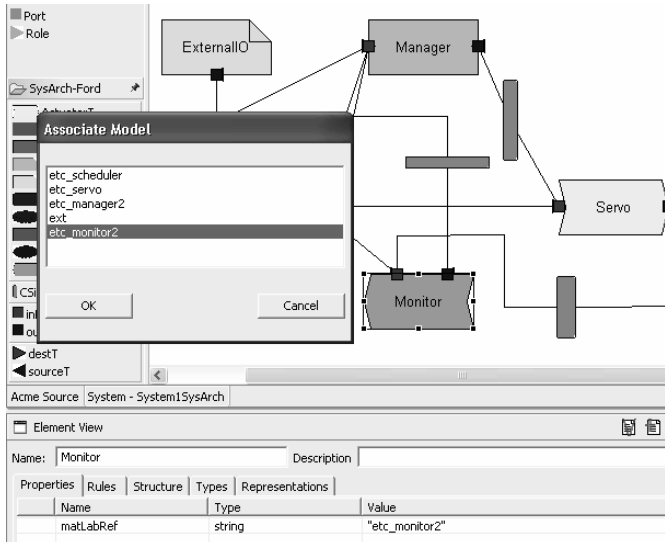 Port
Role
ExternalIO
Manager
SysArch-Ford
ActuatorT
Associate Model
etc_scheduler
etc_servo
etc_manager2
ext
etc_monitor2
Servo
OK
Cancel
Monitor
destT
sourceT
Acme Source
System - System1SysArch
Element View
Name:
Monitor
Description
Properties
Rules
Structure
Types
Representations
Name
Type
Value
matLabRef
string
"etc_monitor2"